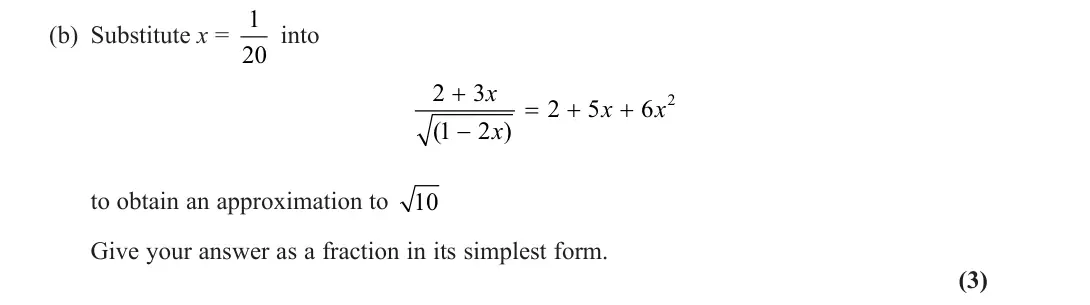 (b) Substitute x = 1/20 into
(2 + 3x)/√(1 − 2x) = 2 + 5x + 6x²
to obtain an approximation to √10
Give your answer as a fraction in its simplest form.
(3)